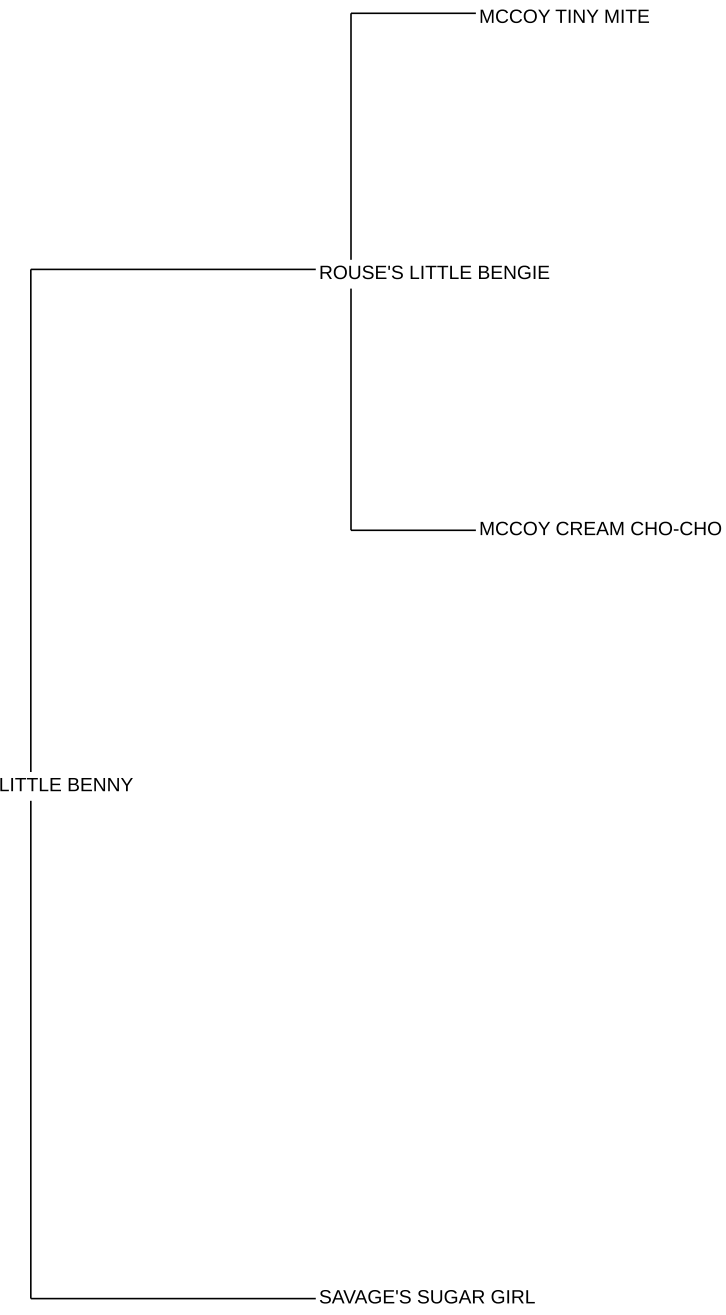 MCCOY TINY MITE
ROUSE'S LITTLE BENGIE
MCCOY CREAM CHO-CHO
LITTLE BENNY
SAVAGE'S SUGAR GIRL